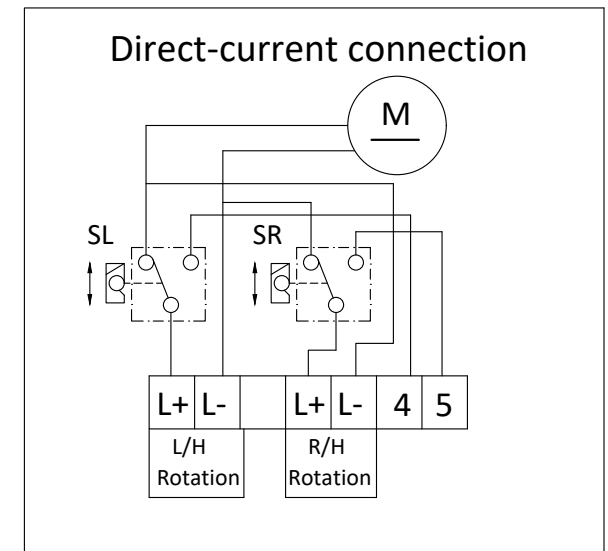 Direct-current connection
M
SL SR
L+ L- L+ L- 4 5
L/H R/H
Rotation Rotation